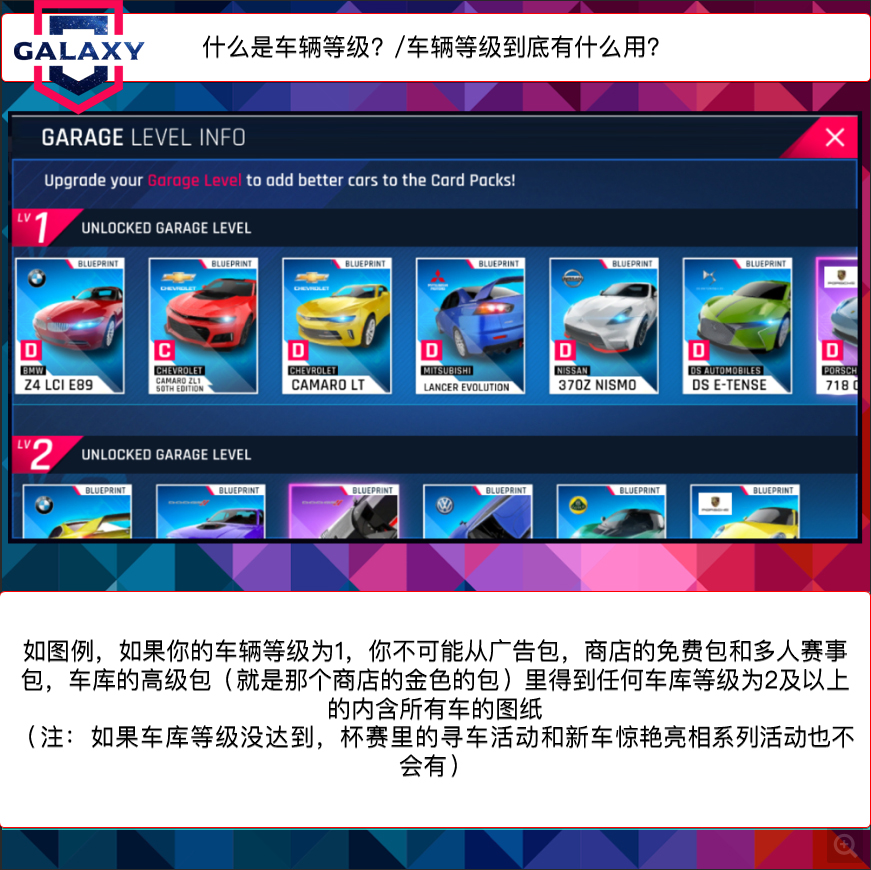 GALAXY
什么是车辆等级？/车辆等级到底有什么用？
GARAGE LEVEL INFO
Upgrade your Garage Level to add better cars to the Card Packs!
LV 1 UNLOCKED GARAGE LEVEL
BLUEPRINT BLUEPRINT BLUEPRINT BLUEPRINT BLUEPRINT BLUEPRINT
CHEVROLET CHEVROLET MITSUBISHI NISSAN PORSCHE
D C D D D D D
BMW CHEVROLET CHEVROLET MITSUBISHI NISSAN DS AUTOMOBILES PORSCH
Z4 LCI E89 CAMARO ZL1 50TH EDITION CAMARO LT LANCER EVOLUTION 370Z NISMO DS E-TENSE 718 C
LV 2 UNLOCKED GARAGE LEVEL
BLUEPRINT BLUEPRINT BLUEPRINT BLUEPRINT BLUEPRINT BLUEPRINT
PORSCHE
如图例，如果你的车辆等级为1，你不可能从广告包，商店的免费包和多人赛事
包，车库的高级包（就是那个商店的金色的包）里得到任何车库等级为2及以上
的内含所有车的图纸
（注：如果车库等级没达到，杯赛里的寻车活动和新车惊艳亮相系列活动也不
会有）